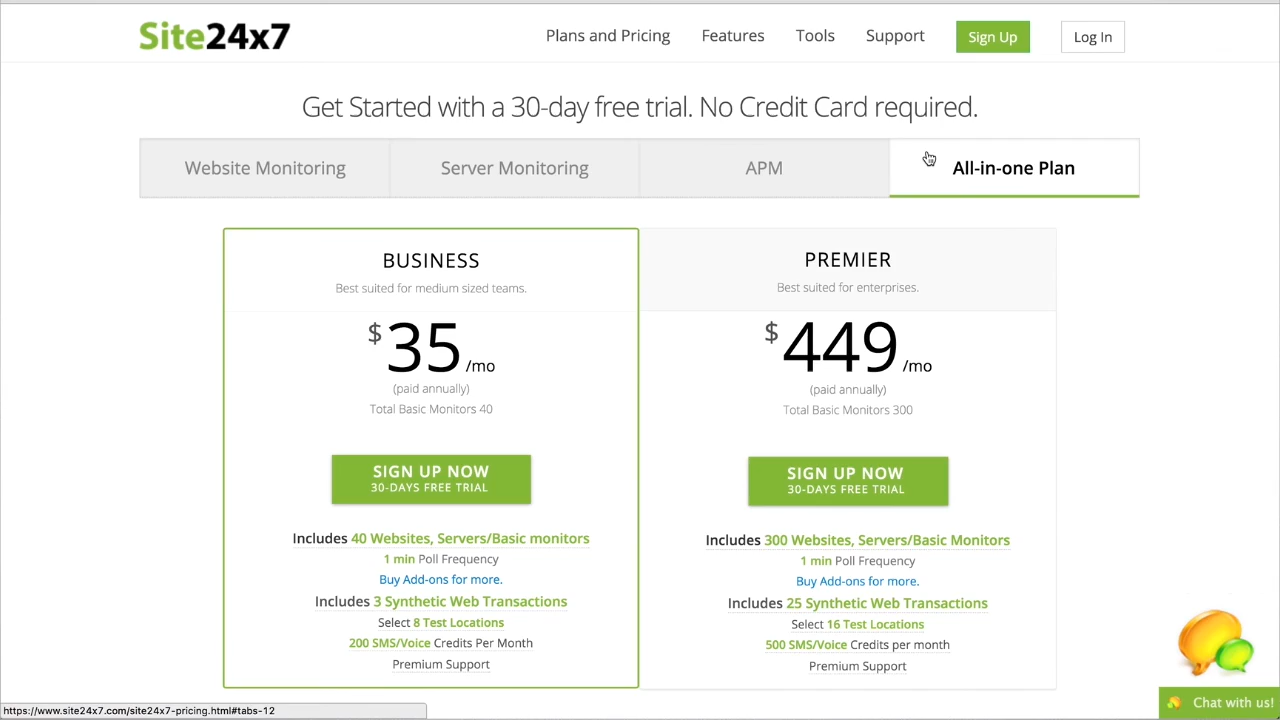 Site24x7
Plans and Pricing
Features
Tools
Support
Sign Up
Log In
Get Started with a 30-day free trial. No Credit Card required.
Website Monitoring
Server Monitoring
APM
All-in-one Plan
BUSINESS
Best suited for medium sized teams.
$35/mo
(paid annually)
Total Basic Monitors 40
SIGN UP NOW
30-DAYS FREE TRIAL
Includes 40 Websites, Servers/Basic monitors
1 min Poll Frequency
Buy Add-ons for more.
Includes 3 Synthetic Web Transactions
Select 8 Test Locations
200 SMS/Voice Credits Per Month
Premium Support
PREMIER
Best suited for enterprises.
$449/mo
(paid annually)
Total Basic Monitors 300
SIGN UP NOW
30-DAYS FREE TRIAL
Includes 300 Websites, Servers/Basic Monitors
1 min Poll Frequency
Buy Add-ons for more.
Includes 25 Synthetic Web Transactions
Select 16 Test Locations
500 SMS/Voice Credits per month
Premium Support
Chat with us!
https://www.site24x7.com/site24x7-pricing.html#tabs-12